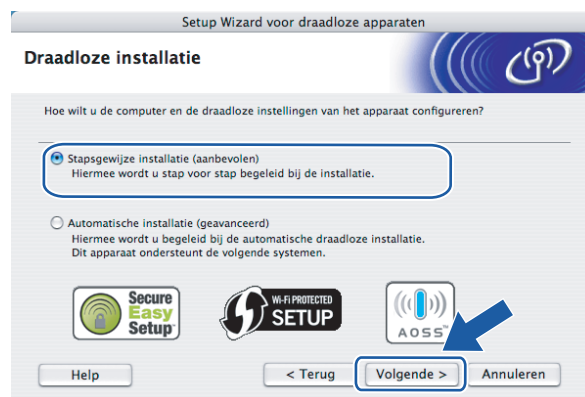 Setup Wizard voor draadloze apparaten
Draadloze installatie
Hoe wilt u de computer en de draadloze instellingen van het apparaat configureren?
Stapsgewijze installatie (aanbevolen)
Hiermee wordt u stap voor stap begeleid bij de installatie.
Automatische installatie (geavanceerd)
Hiermee wordt u begeleid bij de automatische draadloze installatie.
Dit apparaat ondersteunt de volgende systemen.
Secure
Easy
Setup™
WI-FI PROTECTED
SETUP
AOSS™
Help
< Terug
Volgende >
Annuleren